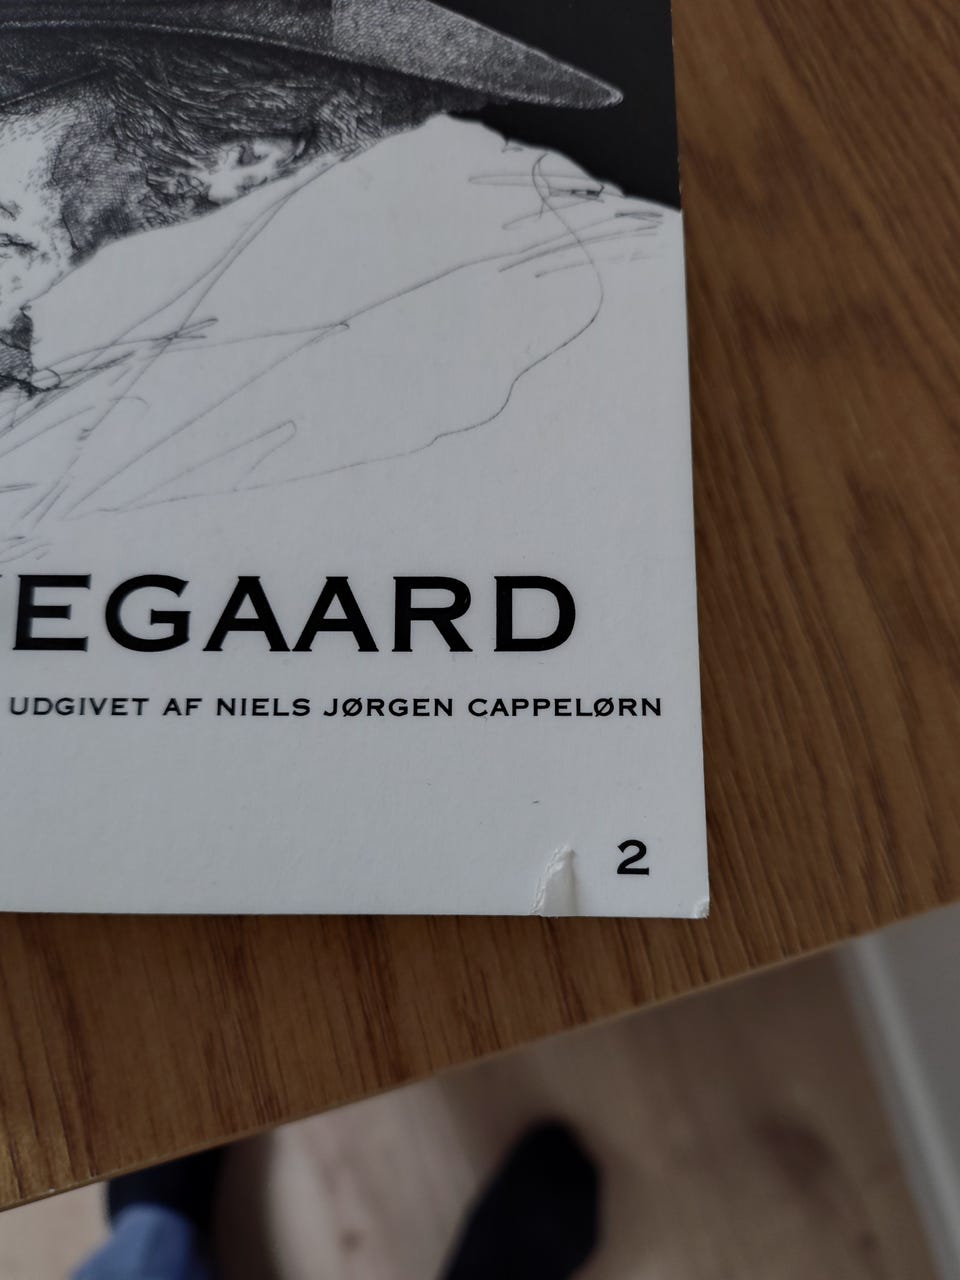 EGAARD
UDGIVET AF NIELS JØRGEN CAPPELØRN
2